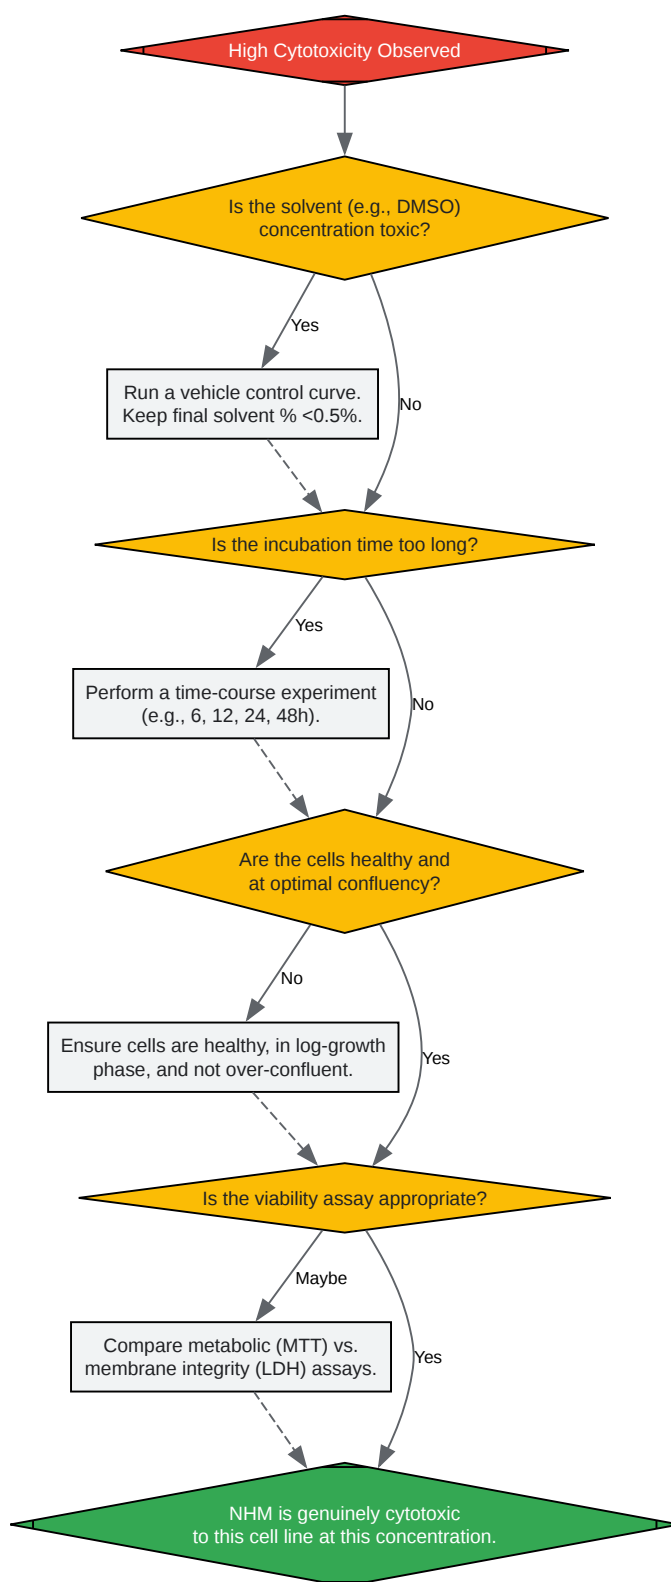 High Cytotoxicity Observed
Is the solvent (e.g., DMSO)
concentration toxic?
Yes
Run a vehicle control curve.
Keep final solvent % <0.5%.
No
Is the incubation time too long?
Yes
Perform a time-course experiment
(e.g., 6, 12, 24, 48h).
No
Are the cells healthy and
at optimal confluency?
No
Ensure cells are healthy, in log-growth
phase, and not over-confluent.
Yes
Is the viability assay appropriate?
Maybe
Compare metabolic (MTT) vs.
membrane integrity (LDH) assays.
Yes
NHM is genuinely cytotoxic
to this cell line at this concentration.